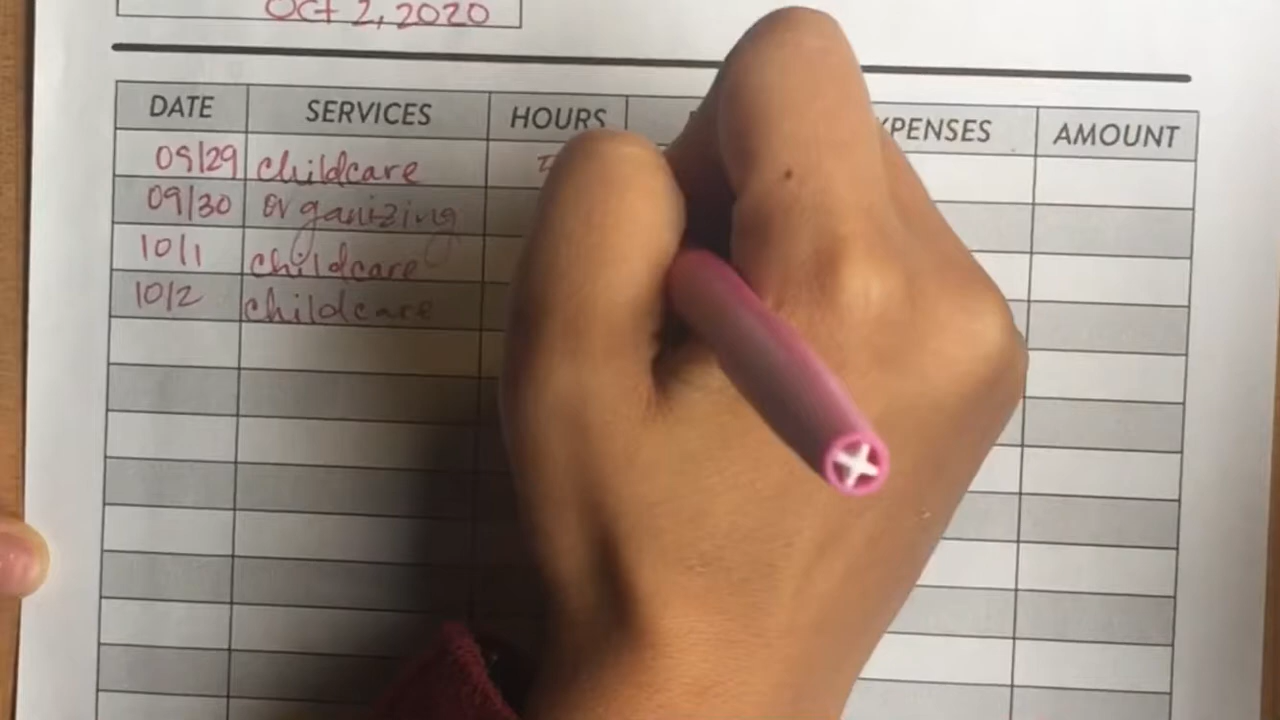 Oct 2, 2020
DATE SERVICES HOURS AMOUNT
09/29 childcare
09/30 organizing
10/1 childcare
10/2 childcare